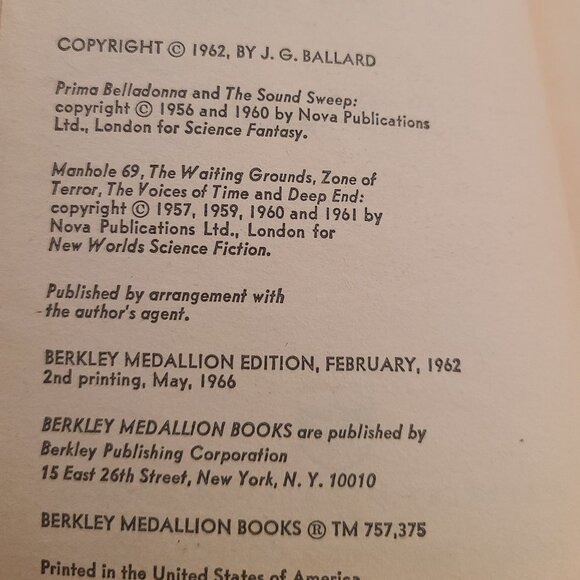 COPYRIGHT © 1962, BY J. G. BALLARD
Prima Belladonna and The Sound Sweep:
copyright © 1956 and 1960 by Nova Publications
Ltd., London for Science Fantasy.
Manhole 69, The Waiting Grounds, Zone of
Terror, The Voices of Time and Deep End:
copyright © 1957, 1959, 1960 and 1961 by
Nova Publications Ltd., London for
New Worlds Science Fiction.
Published by arrangement with
the author's agent.
BERKLEY MEDALLION EDITION, FEBRUARY, 1962
2nd printing, May, 1966
BERKLEY MEDALLION BOOKS are published by
Berkley Publishing Corporation
15 East 26th Street, New York, N. Y. 10010
BERKLEY MEDALLION BOOKS ® TM 757,375
Printed in the United States of America